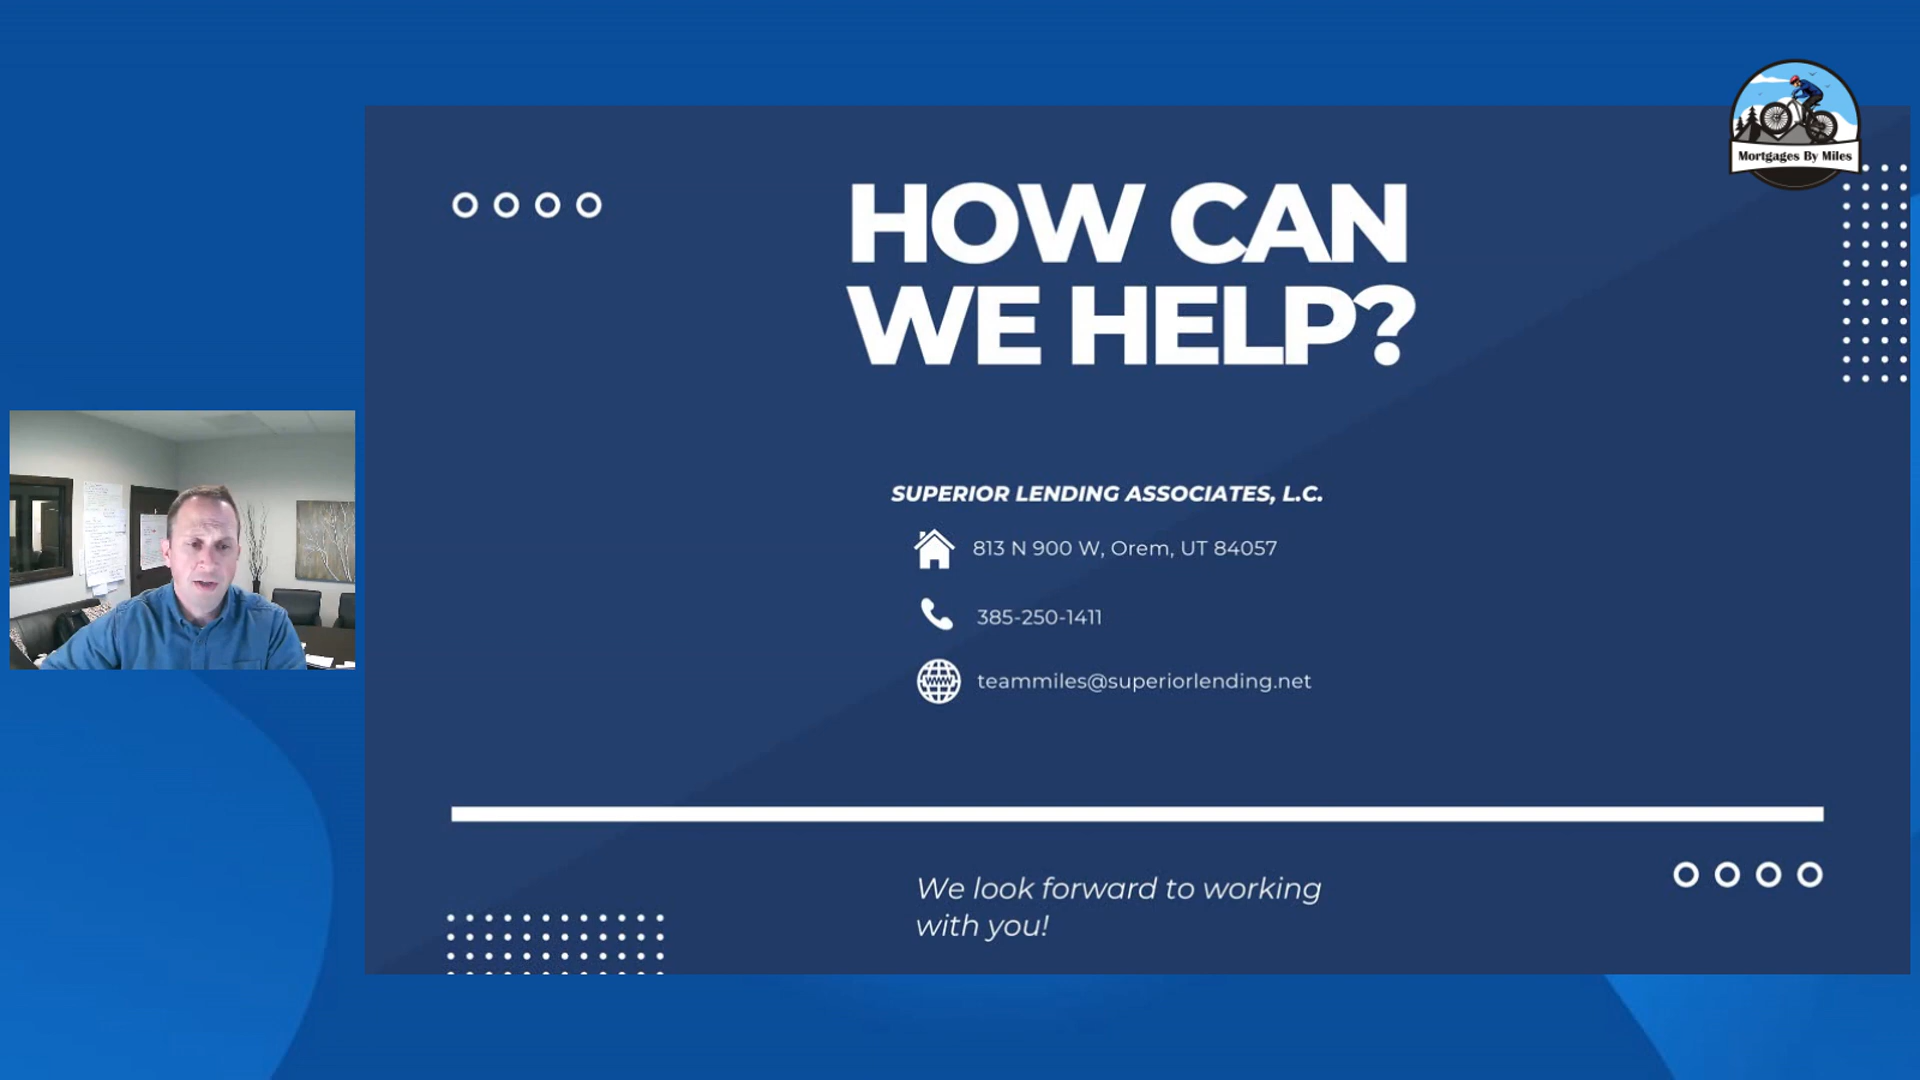 Mortgages By Miles
HOW CAN
WE HELP?
SUPERIOR LENDING ASSOCIATES, L.C.
813 N 900 W, Orem, UT 84057
385-250-1411
WWW
teammiles@superiorlending.net
We look forward to working
with you!